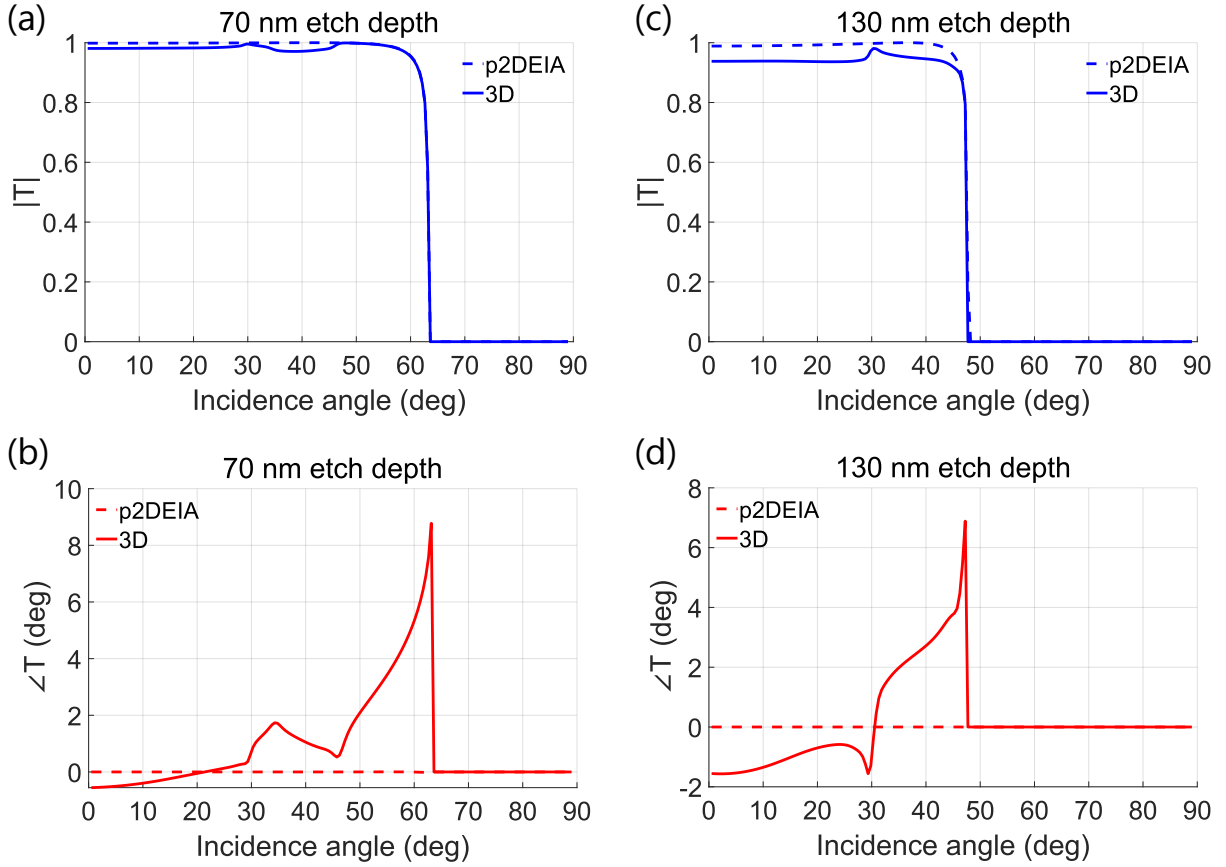 (a)
70 nm etch depth
1
0.8
0.6
0.4
0.2
0
|T|
p2DEIA
3D
0 10 20 30 40 50 60 70 80 90
Incidence angle (deg)
(c)
130 nm etch depth
1
0.8
0.6
0.4
0.2
0
|T|
p2DEIA
3D
0 10 20 30 40 50 60 70 80 90
Incidence angle (deg)
(b)
70 nm etch depth
10
8
6
4
2
0
∠T (deg)
p2DEIA
3D
0 10 20 30 40 50 60 70 80 90
Incidence angle (deg)
(d)
130 nm etch depth
8
6
4
2
0
-2
∠T (deg)
p2DEIA
3D
0 10 20 30 40 50 60 70 80 90
Incidence angle (deg)